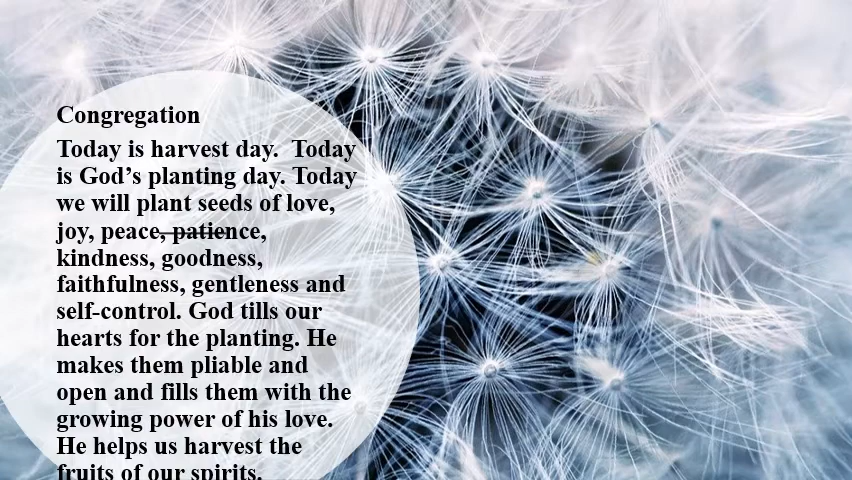 Congregation
Today is harvest day.  Today
is God’s planting day. Today
we will plant seeds of love,
joy, peace, patience,
kindness, goodness,
faithfulness, gentleness and
self-control. God tills our
hearts for the planting. He
makes them pliable and
open and fills them with the
growing power of his love.
He helps us harvest the
fruits of our spirits.